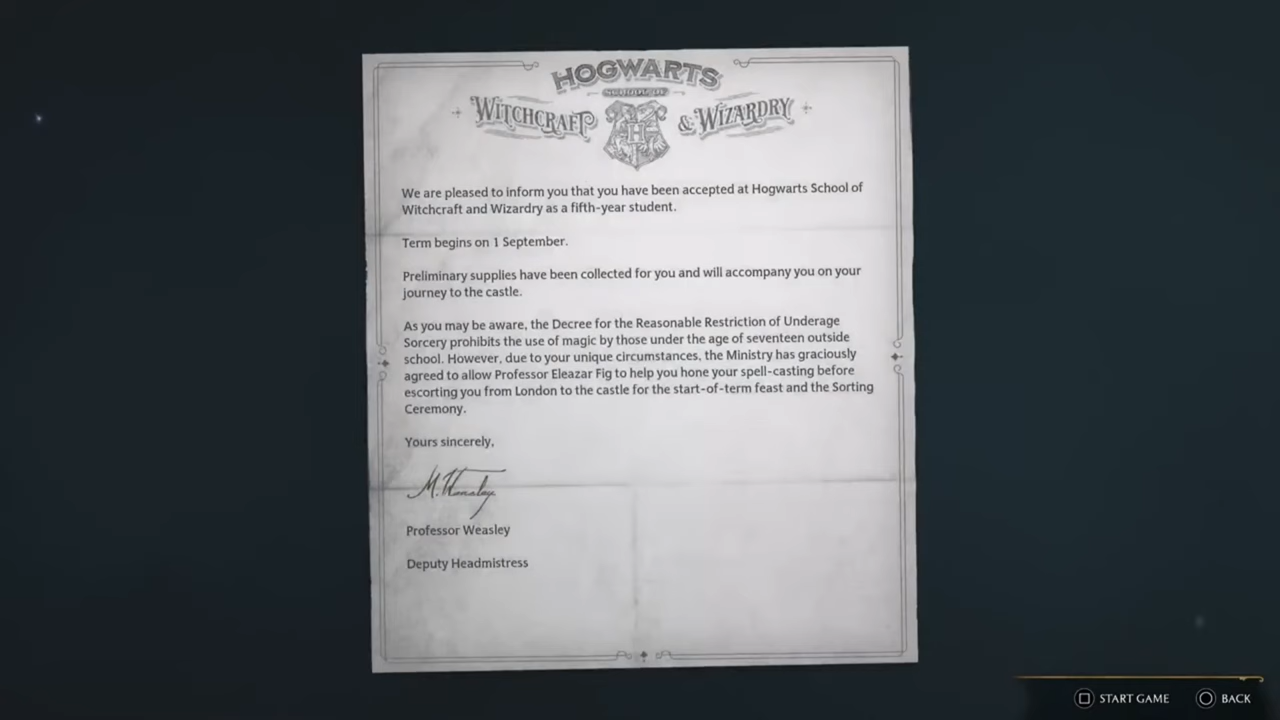 HOGWARTS
SCHOOL OF
WITCHCRAFT & WIZARDRY
H
We are pleased to inform you that you have been accepted at Hogwarts School of
Witchcraft and Wizardry as a fifth-year student.
Term begins on 1 September.
Preliminary supplies have been collected for you and will accompany you on your
journey to the castle.
As you may be aware, the Decree for the Reasonable Restriction of Underage
Sorcery prohibits the use of magic by those under the age of seventeen outside
school. However, due to your unique circumstances, the Ministry has graciously
agreed to allow Professor Eleazar Fig to help you hone your spell-casting before
escorting you from London to the castle for the start-of-term feast and the Sorting
Ceremony.
Yours sincerely,
M. Weasley
Professor Weasley
Deputy Headmistress
START GAME BACK